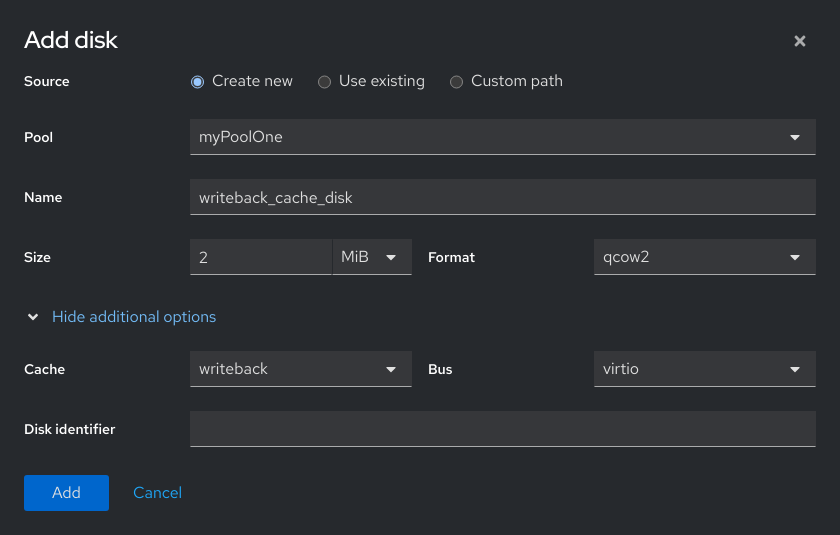 Add disk
Source Create new Use existing Custom path
Pool myPoolOne
Name writeback_cache_disk
Size 2 MiB Format qcow2
Hide additional options
Cache writeback Bus virtio
Disk identifier
Add Cancel